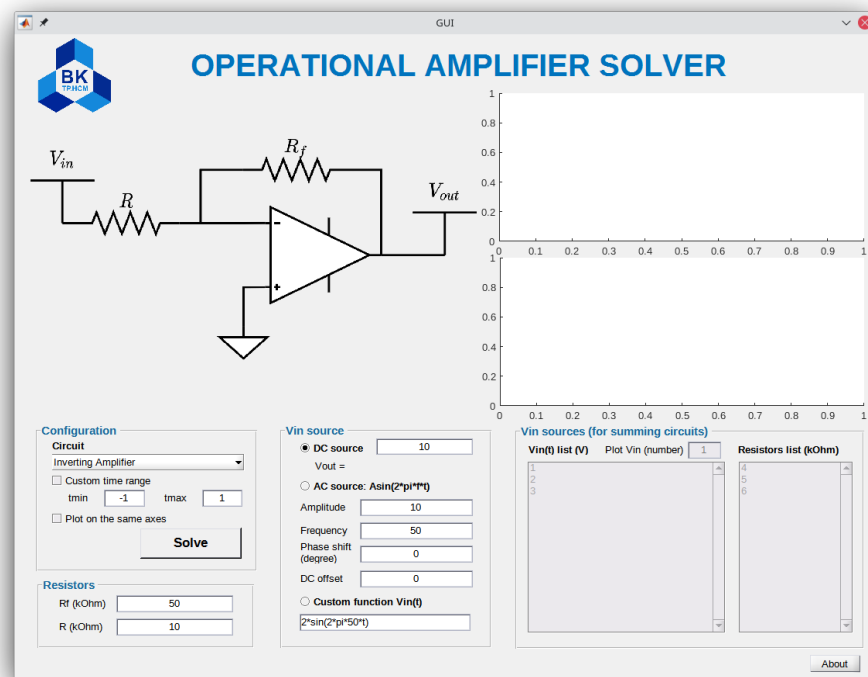 GUI
BK
TP.HCM
OPERATIONAL AMPLIFIER SOLVER
V_in
R
R_f
V_out
-
+
1
0.8
0.6
0.4
0.2
0
0 0.1 0.2 0.3 0.4 0.5 0.6 0.7 0.8 0.9 1
1
0.8
0.6
0.4
0.2
0
0 0.1 0.2 0.3 0.4 0.5 0.6 0.7 0.8 0.9 1
Configuration
Circuit
Inverting Amplifier
Custom time range
tmin -1 tmax 1
Plot on the same axes
Solve
Resistors
Rf (kOhm) 50
R (kOhm) 10
Vin source
DC source 10
Vout =
AC source: Asin(2*pi*f*t)
Amplitude 10
Frequency 50
Phase shift
(degree) 0
DC offset 0
Custom function Vin(t)
2*sin(2*pi*50*t)
Vin sources (for summing circuits)
Vin(t) list (V) Plot Vin (number) 1 Resistors list (kOhm)
1
2
3
4
5
6
About